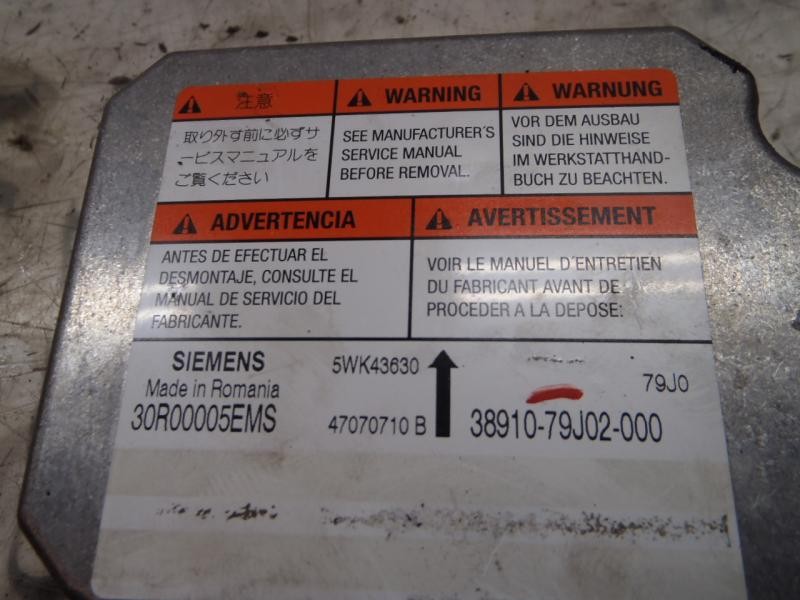 注意
取り外す前に必ずサ
ービスマニュアルを
ご覧ください
WARNING
SEE MANUFACTURER'S
SERVICE MANUAL
BEFORE REMOVAL.
WARNUNG
VOR DEM AUSBAU
SIND DIE HINWEISE
IM WERKSTATTHAND-
BUCH ZU BEACHTEN.
ADVERTENCIA
ANTES DE EFECTUAR EL
DESMONTAJE, CONSULTE EL
MANUAL DE SERVICIO DEL
FABRICANTE.
AVERTISSEMENT
VOIR LE MANUEL D'ENTRETIEN
DU FABRICANT AVANT DE
PROCEDER A LA DEPOSE:
SIEMENS
Made in Romania
30R00005EMS
5WK43630
47070710 B
79J0
38910-79J02-000